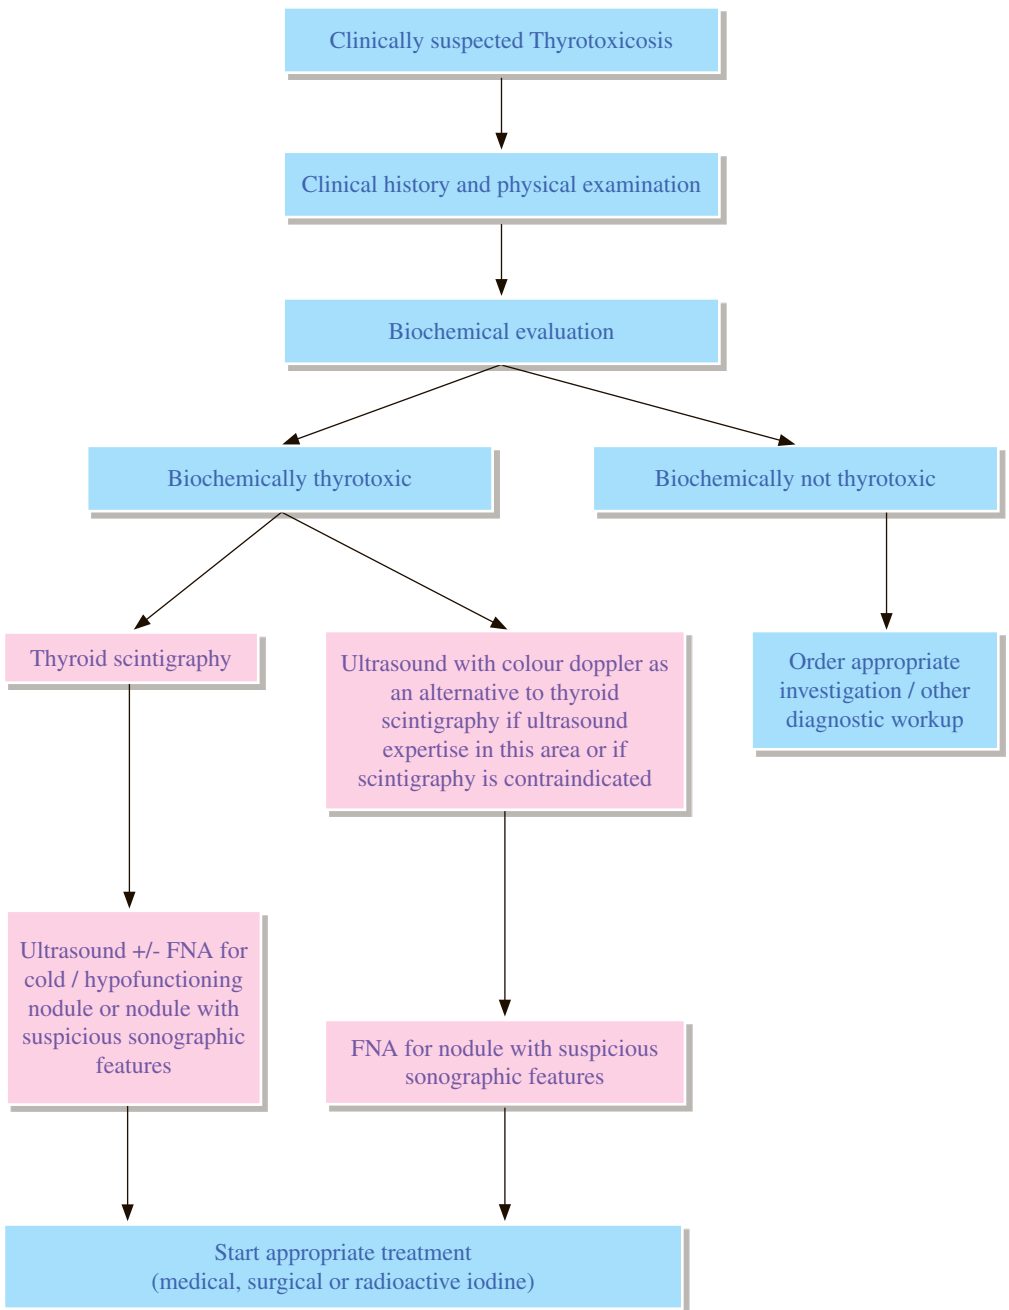 Clinically suspected Thyrotoxicosis
Clinical history and physical examination
Biochemical evaluation
Biochemically thyrotoxic
Biochemically not thyrotoxic
Thyroid scintigraphy
Ultrasound with colour doppler as
an alternative to thyroid
scintigraphy if ultrasound
expertise in this area or if
scintigraphy is contraindicated
Order appropriate
investigation / other
diagnostic workup
Ultrasound +/- FNA for
cold / hypofunctioning
nodule or nodule with
suspicious sonographic
features
FNA for nodule with suspicious
sonographic features
Start appropriate treatment
(medical, surgical or radioactive iodine)